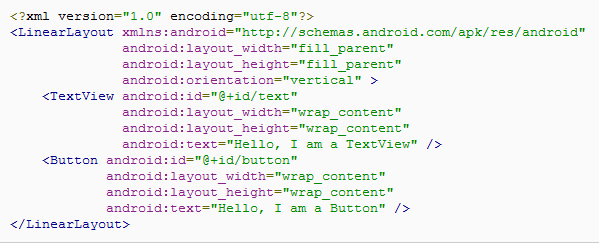 <?xml version="1.0" encoding="utf-8"?>
<LinearLayout xmlns:android="http://schemas.android.com/apk/res/android"
              android:layout_width="fill_parent"
              android:layout_height="fill_parent"
              android:orientation="vertical" >
    <TextView android:id="@+id/text"
              android:layout_width="wrap_content"
              android:layout_height="wrap_content"
              android:text="Hello, I am a TextView" />
    <Button android:id="@+id/button"
            android:layout_width="wrap_content"
            android:layout_height="wrap_content"
            android:text="Hello, I am a Button" />
</LinearLayout>